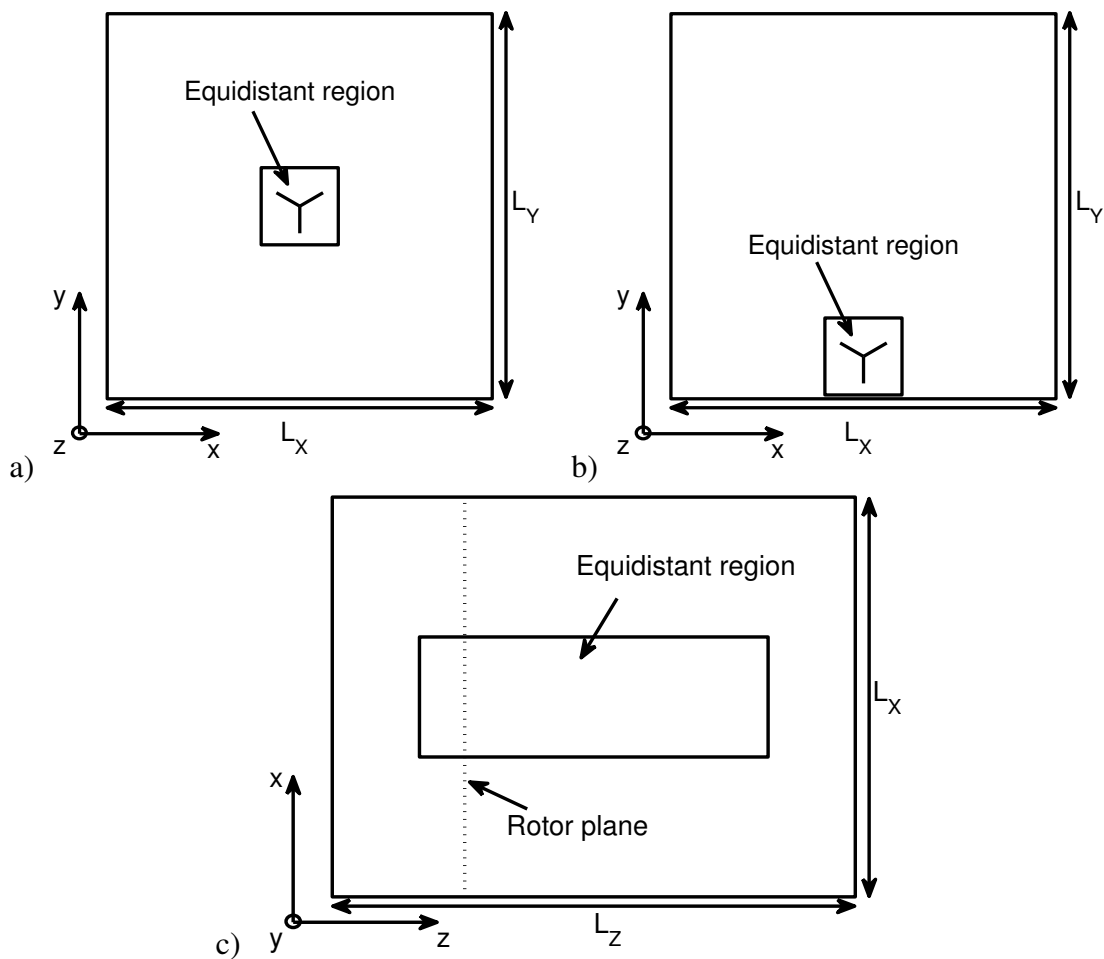 Equidistant region
L_Y
y
z
x
L_X
a)
Equidistant region
L_Y
y
z
x
L_X
b)
Equidistant region
L_X
x
Rotor plane
y
z
L_Z
c)